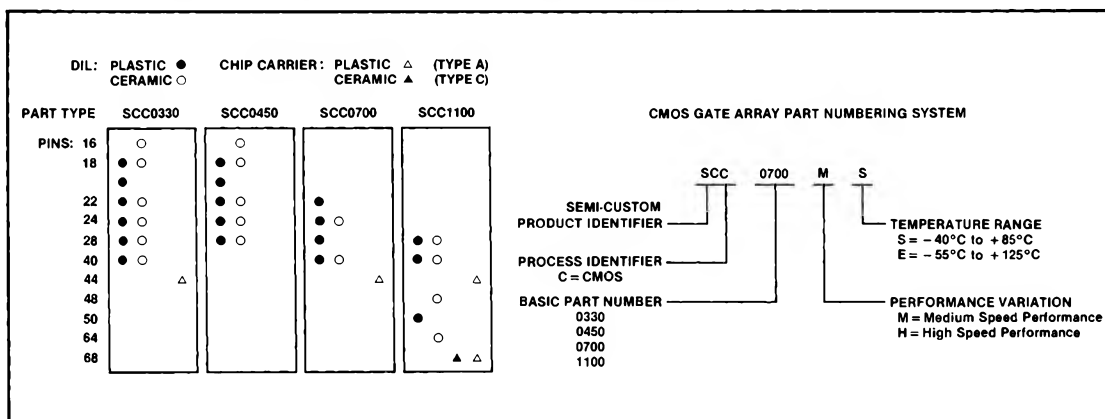 DIL: PLASTIC ● CHIP CARRIER: PLASTIC △ (TYPE A)
CERAMIC ○ CERAMIC ▲ (TYPE C)
PART TYPE SCC0330 SCC0450 SCC0700 SCC1100
PINS: 16
18
22
24
28
40
44
48
50
64
68
CMOS GATE ARRAY PART NUMBERING SYSTEM
SCC 0700 M S
SEMI-CUSTOM
PRODUCT IDENTIFIER
PROCESS IDENTIFIER
C = CMOS
BASIC PART NUMBER
0330
0450
0700
1100
TEMPERATURE RANGE
S = – 40°C to + 85°C
E = – 55°C to + 125°C
PERFORMANCE VARIATION
M = Medium Speed Performance
H = High Speed Performance